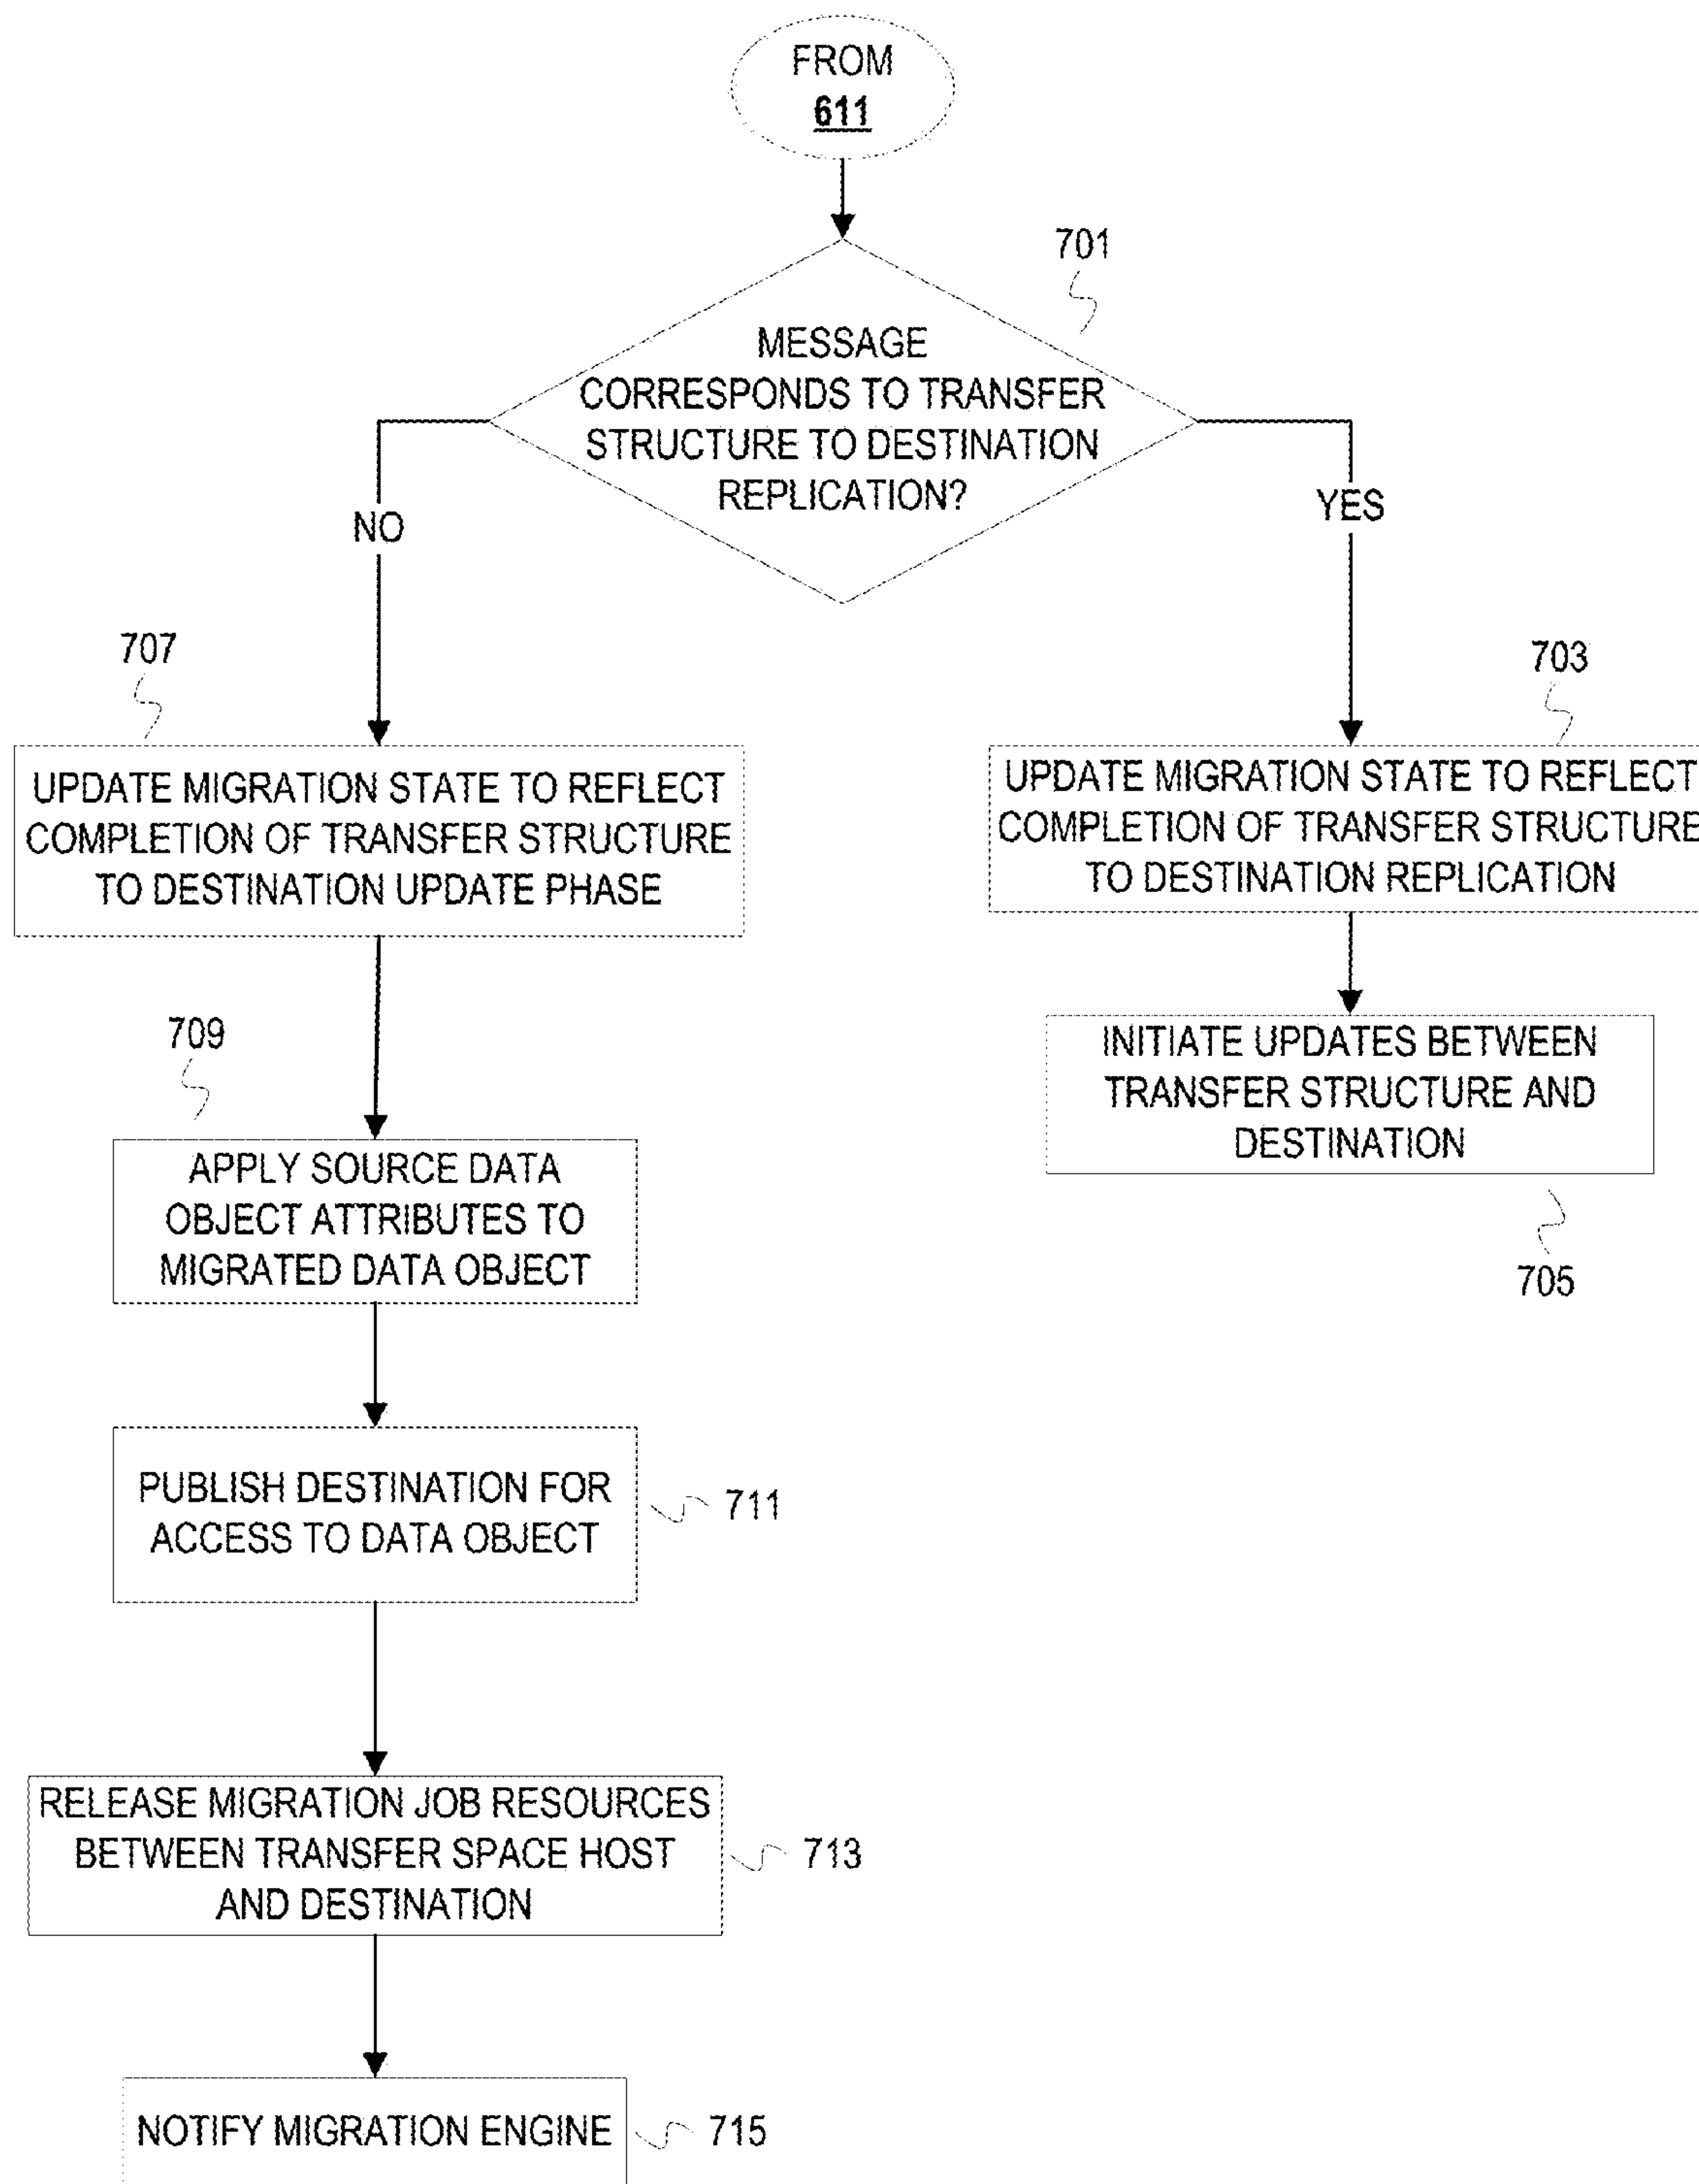 FROM
611
701
MESSAGE
CORRESPONDS TO TRANSFER
STRUCTURE TO DESTINATION
REPLICATION?
NO
YES
707
703
UPDATE MIGRATION STATE TO REFLECT
COMPLETION OF TRANSFER STRUCTURE
TO DESTINATION UPDATE PHASE
UPDATE MIGRATION STATE TO REFLECT
COMPLETION OF TRANSFER STRUCTURE
TO DESTINATION REPLICATION
709
INITIATE UPDATES BETWEEN
TRANSFER STRUCTURE AND
DESTINATION
705
APPLY SOURCE DATA
OBJECT ATTRIBUTES TO
MIGRATED DATA OBJECT
PUBLISH DESTINATION FOR
ACCESS TO DATA OBJECT
711
RELEASE MIGRATION JOB RESOURCES
BETWEEN TRANSFER SPACE HOST
AND DESTINATION
713
NOTIFY MIGRATION ENGINE
715